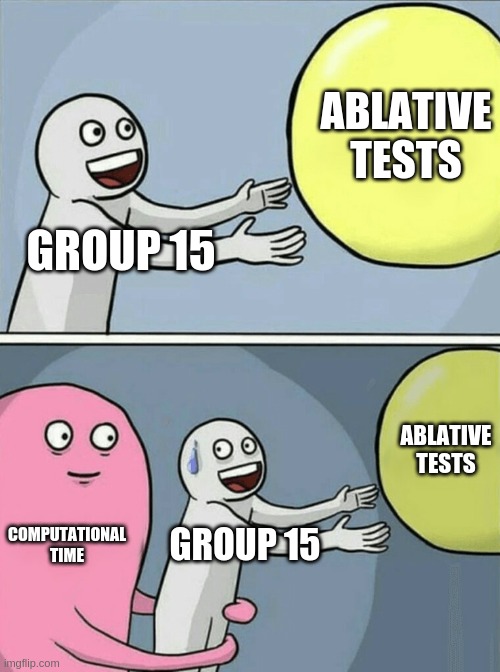 ABLATIVE
TESTS
GROUP 15
ABLATIVE
TESTS
COMPUTATIONAL
TIME
GROUP 15
imgflip.com